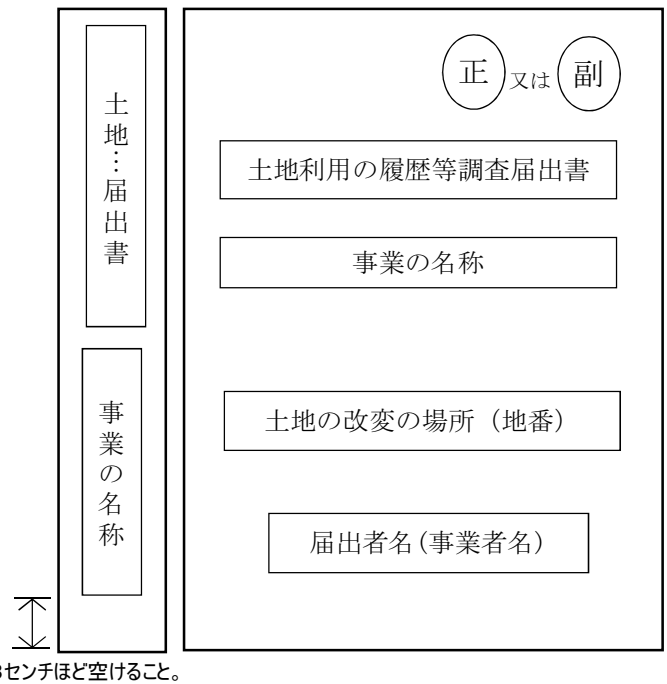 土地…届出書
事業の名称
正又は副
土地利用の履歴等調査届出書
事業の名称
土地の改変の場所（地番）
届出者名(事業者名)
センチほど空けること。